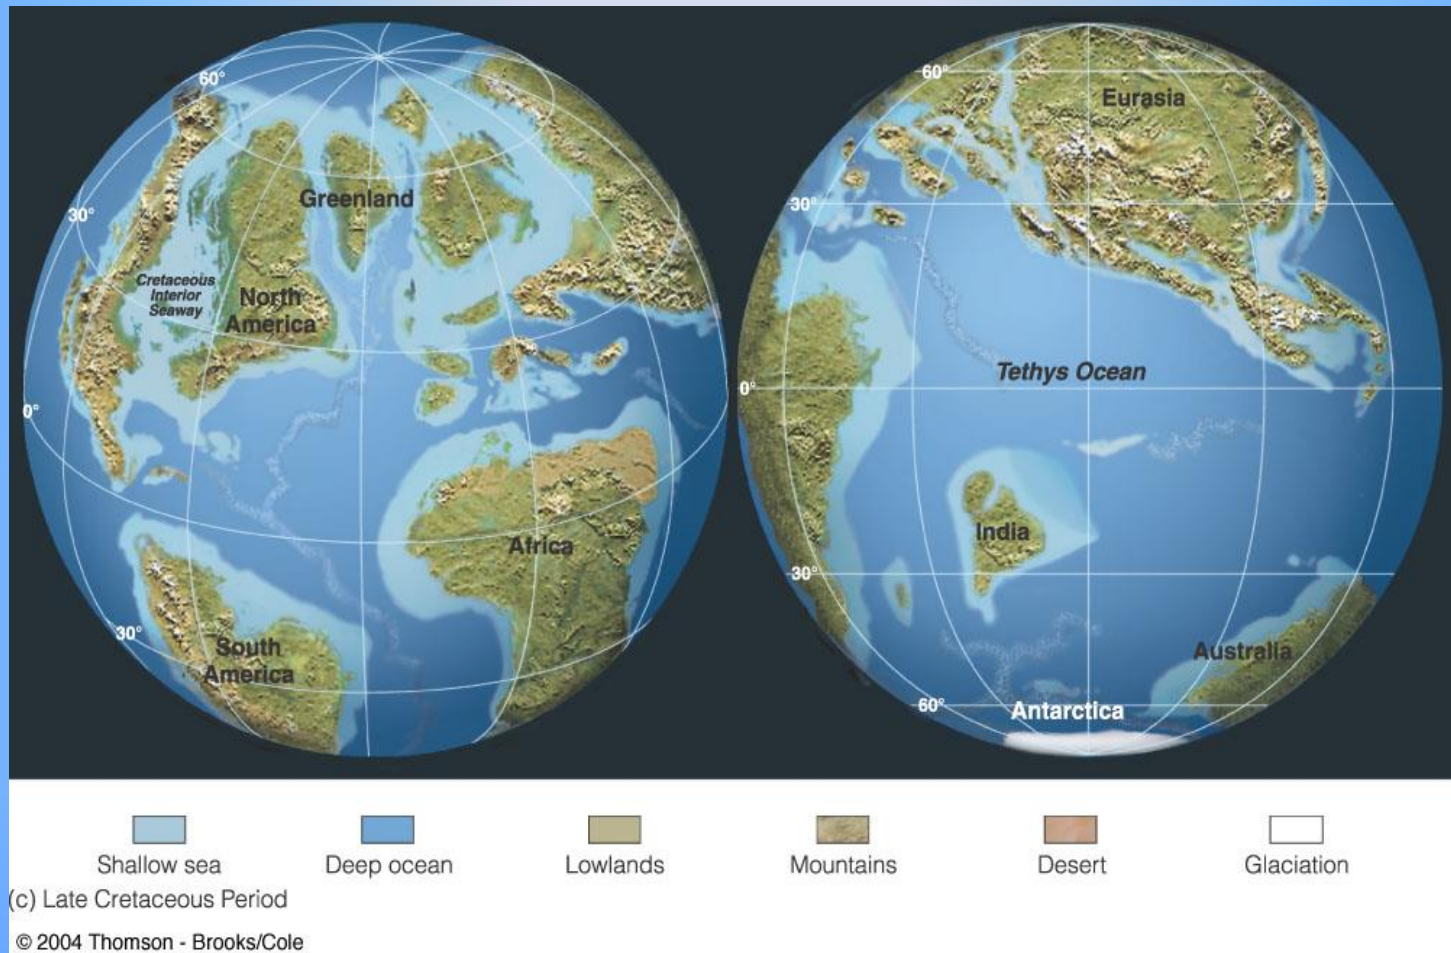 60°
30°
0°
30°
Greenland
Cretaceous
Interior
Seaway
North
America
Africa
South
America
60°
30°
0°
30°
60°
Eurasia
Tethys Ocean
India
Australia
Antarctica
Shallow sea
Deep ocean
Lowlands
Mountains
Desert
Glaciation
(c) Late Cretaceous Period
© 2004 Thomson - Brooks/Cole